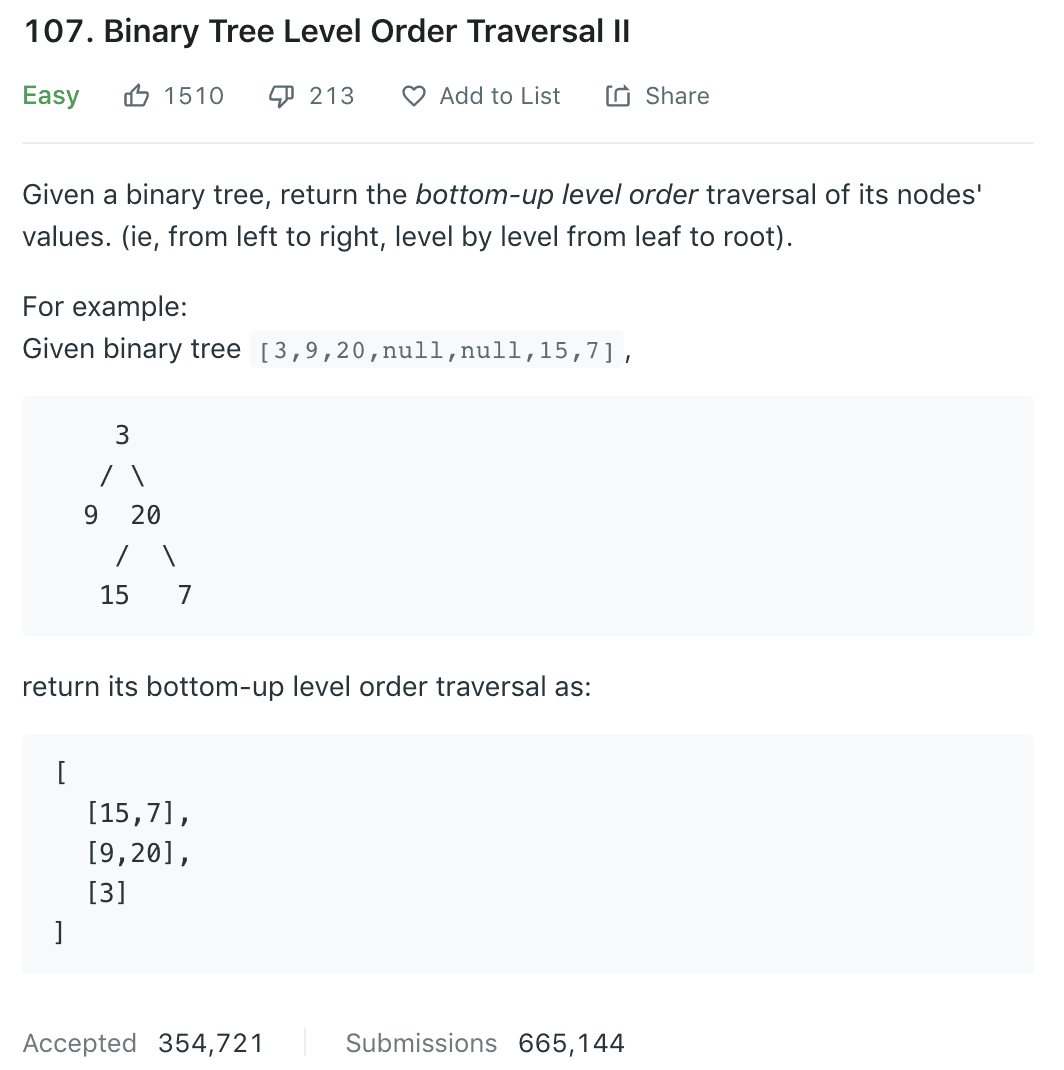 107. Binary Tree Level Order Traversal II
Easy 1510 213 Add to List Share
Given a binary tree, return the bottom-up level order traversal of its nodes'
values. (ie, from left to right, level by level from leaf to root).
For example:
Given binary tree [3,9,20,null,null,15,7],
    3
   / \
  9  20
    /  \
   15   7
return its bottom-up level order traversal as:
[
  [15,7],
  [9,20],
  [3]
]
Accepted 354,721 Submissions 665,144